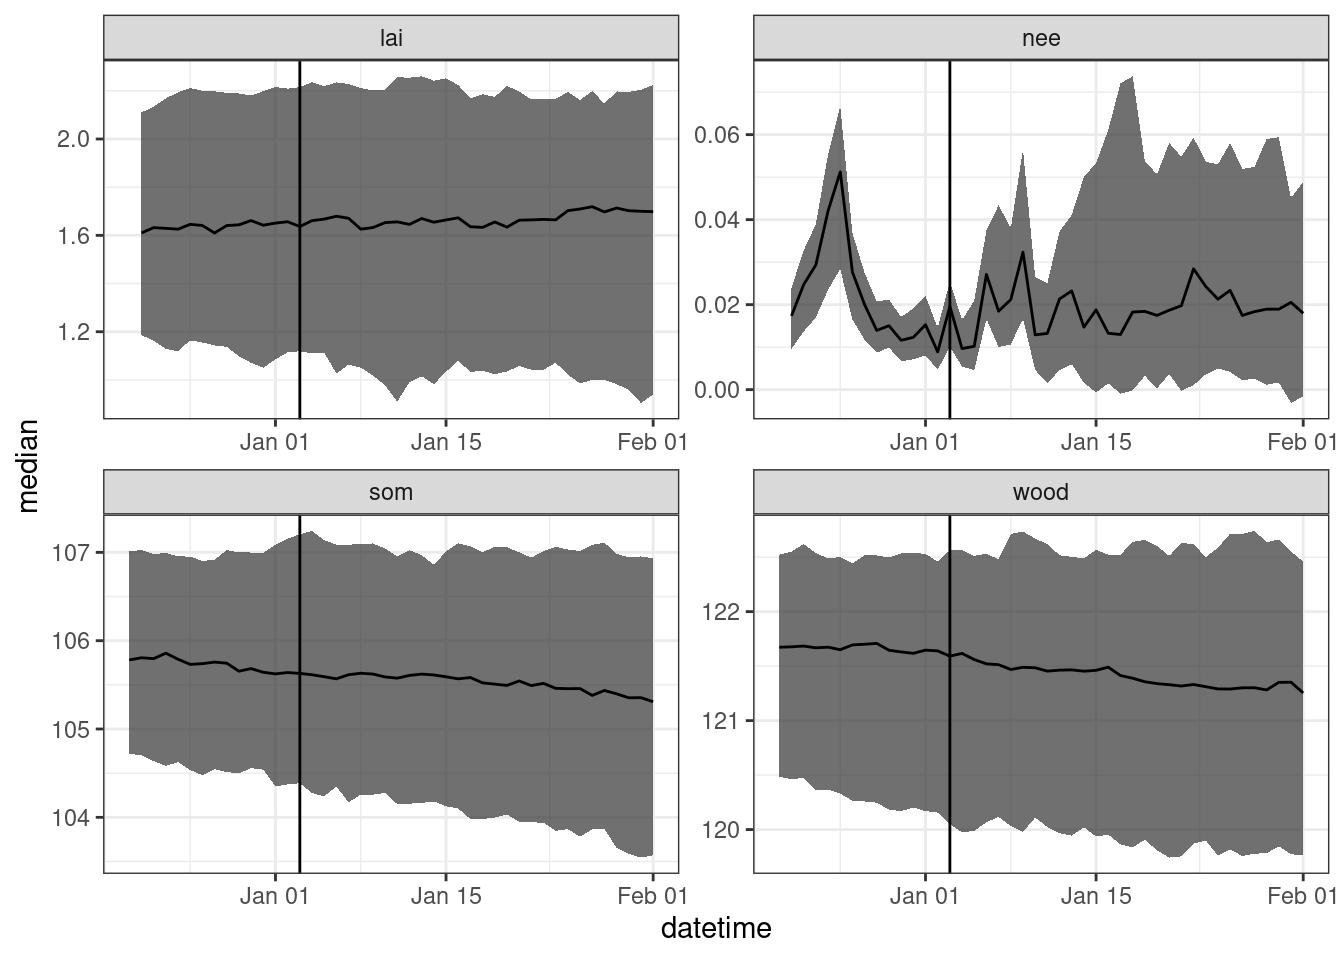 lai
nee
2.0
1.6
1.2
0.06
0.04
0.02
0.00
Jan 01 Jan 15 Feb 01
Jan 01 Jan 15 Feb 01
median
som
wood
107
106
105
104
122
121
120
Jan 01 Jan 15 Feb 01
Jan 01 Jan 15 Feb 01
datetime